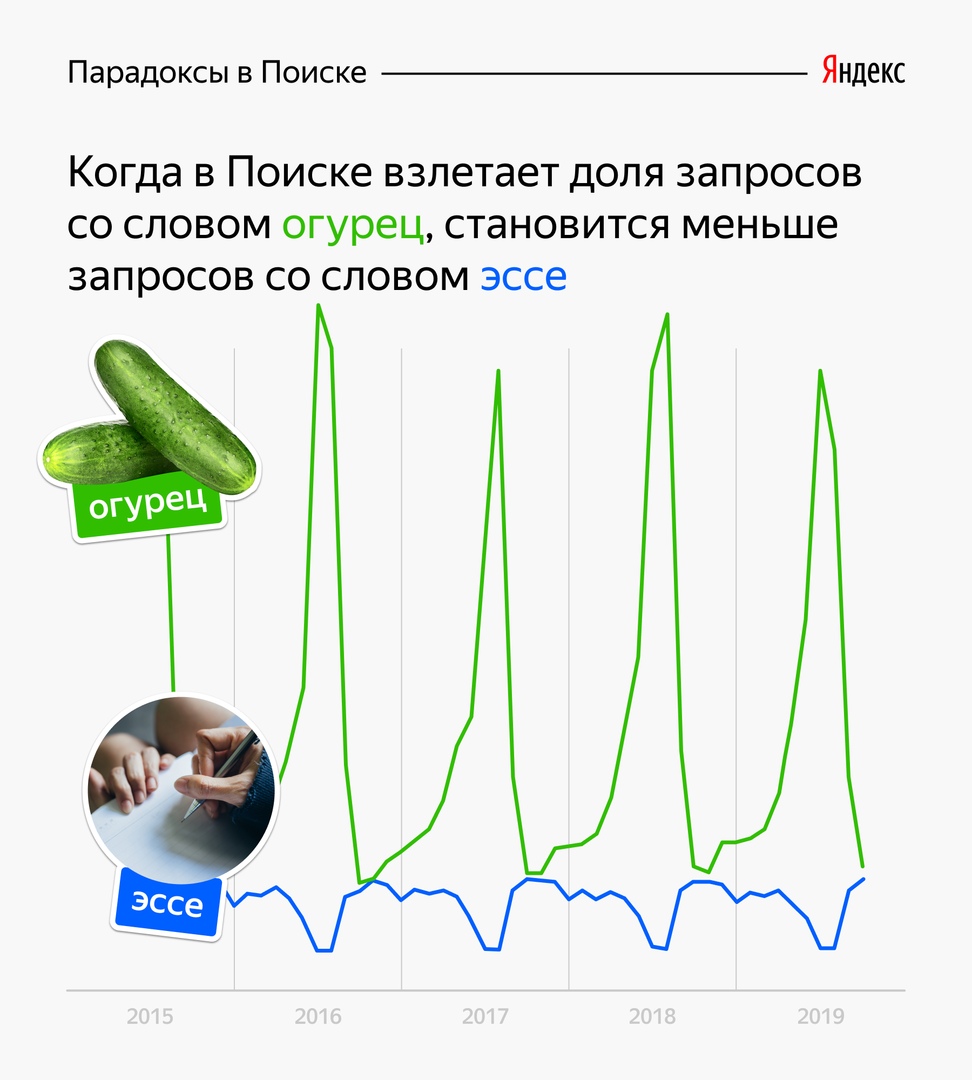 Парадоксы в Поиске
Яндекс
Когда в Поиске взлетает доля запросов
со словом огурец, становится меньше
запросов со словом эссе
огурец
эссе
2015 2016 2017 2018 2019